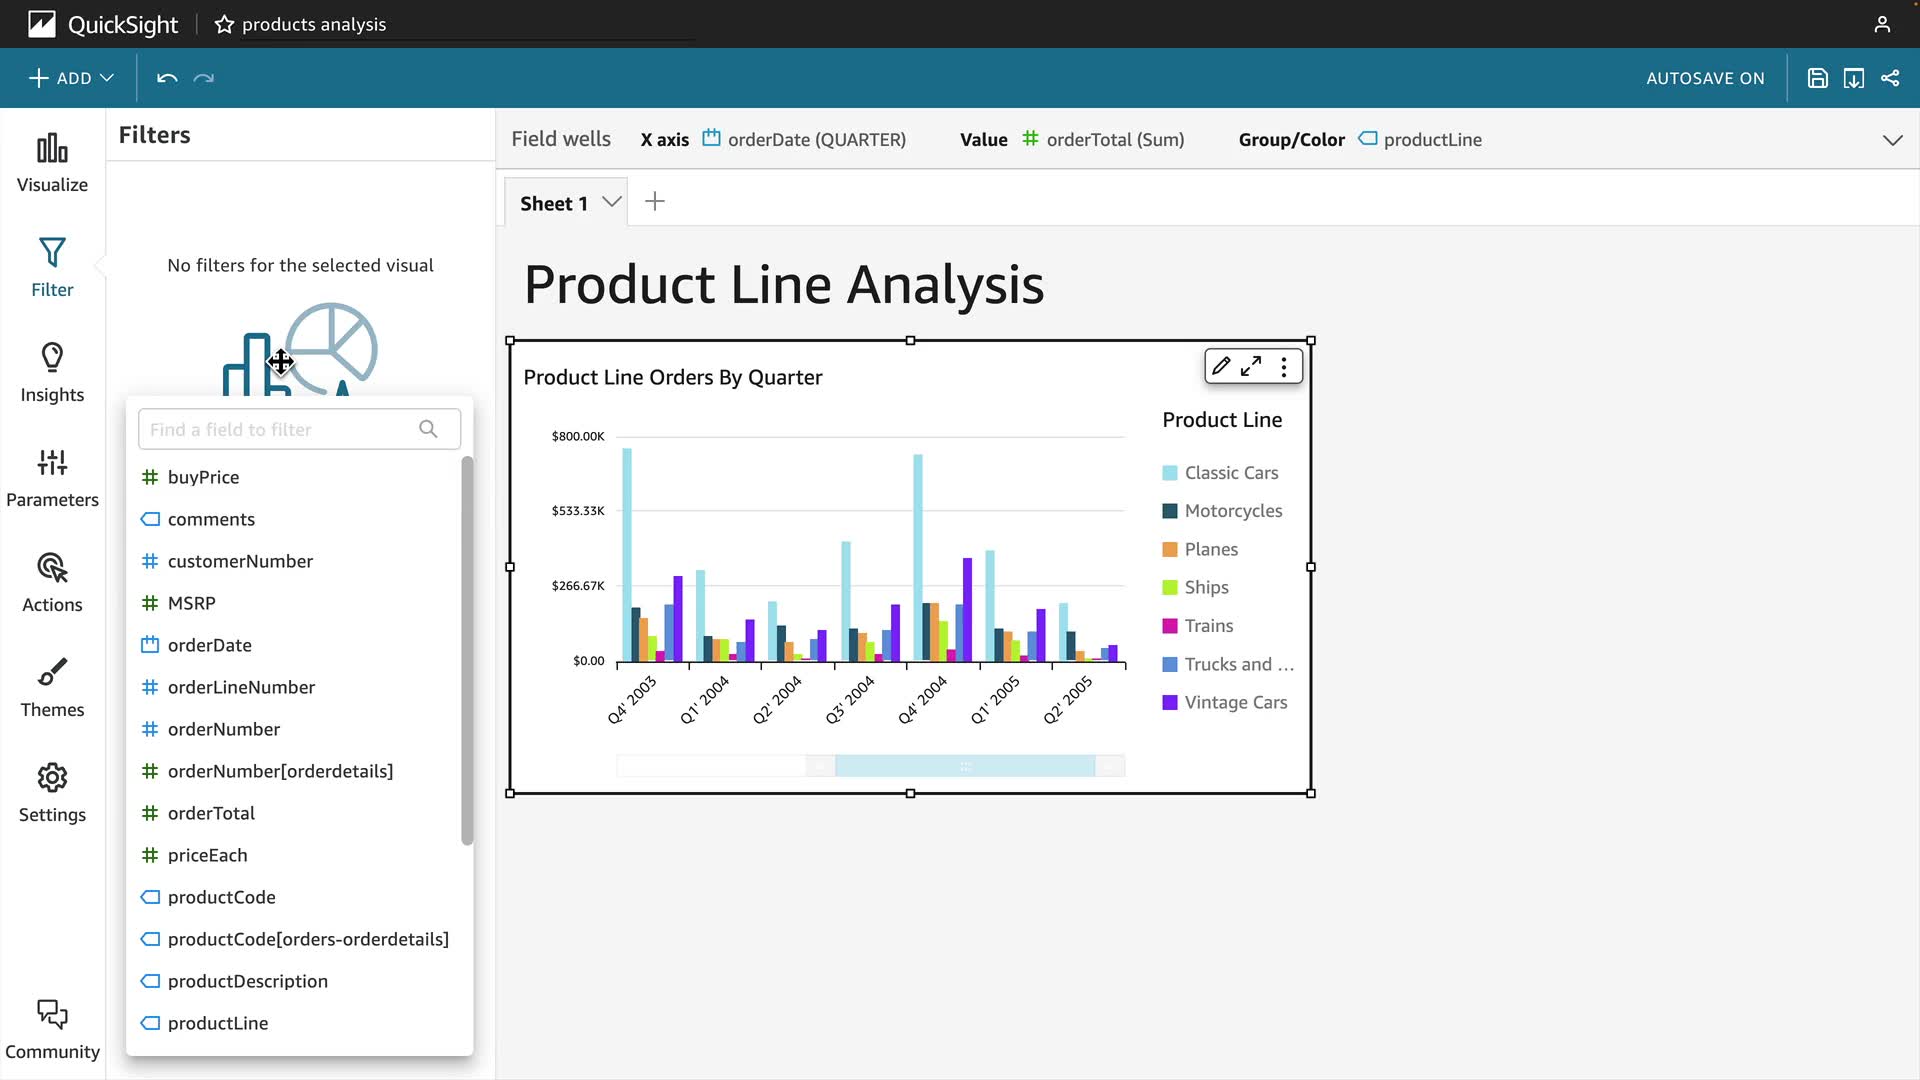 QuickSight
products analysis
ADD
AUTOSAVE ON
Visualize
Filter
Insights
Parameters
Actions
Themes
Settings
Community
Filters
No filters for the selected visual
Find a field to filter
buyPrice
comments
customerNumber
MSRP
orderDate
orderLineNumber
orderNumber
orderNumber[orderdetails]
orderTotal
priceEach
productCode
productCode[orders-orderdetails]
productDescription
productLine
Field wells X axis orderDate (QUARTER) Value orderTotal (Sum) Group/Color productLine
Sheet 1
Product Line Analysis
Product Line Orders By Quarter
$800.00K
$533.33K
$266.67K
$0.00
Q4' 2003
Q1' 2004
Q2' 2004
Q3' 2004
Q4' 2004
Q1' 2005
Q2' 2005
Product Line
Classic Cars
Motorcycles
Planes
Ships
Trains
Trucks and ...
Vintage Cars